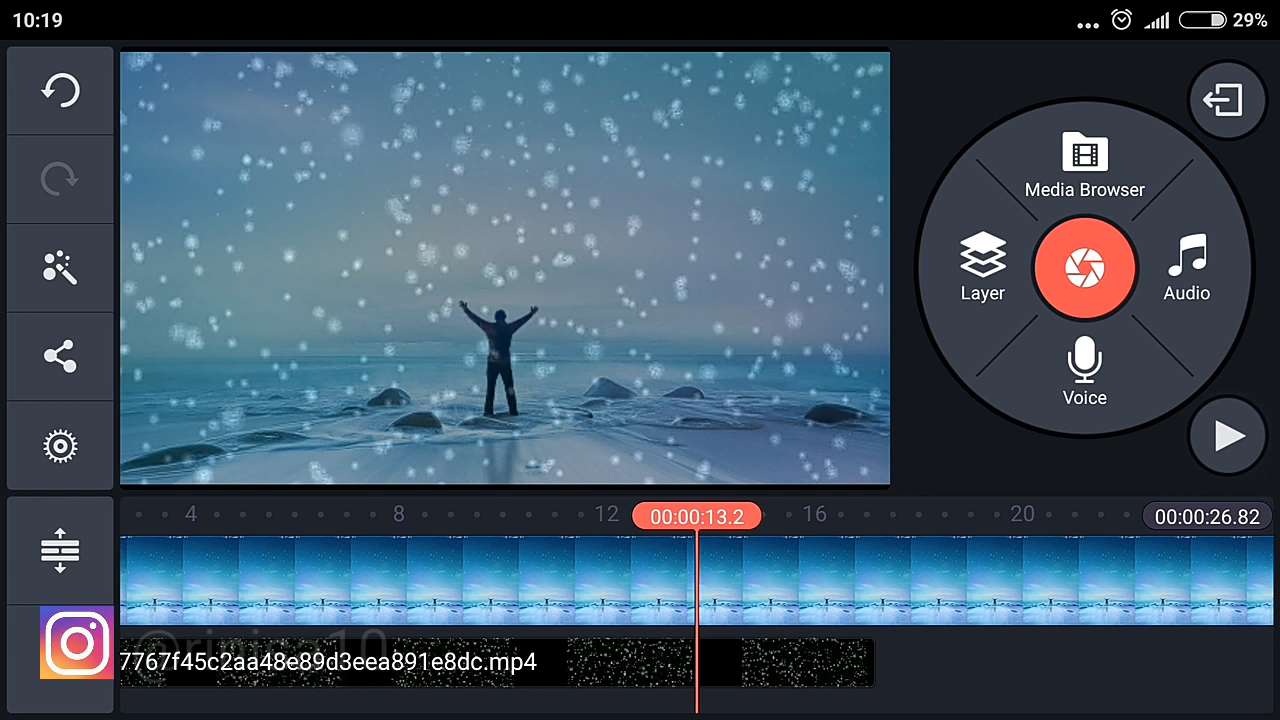 10:19
29%
Media Browser
Layer
Audio
Voice
4 8 12 00:00:13.2 16 20 00:00:26.82
7767f45c2aa48e89d3eea891e8dc.mp4